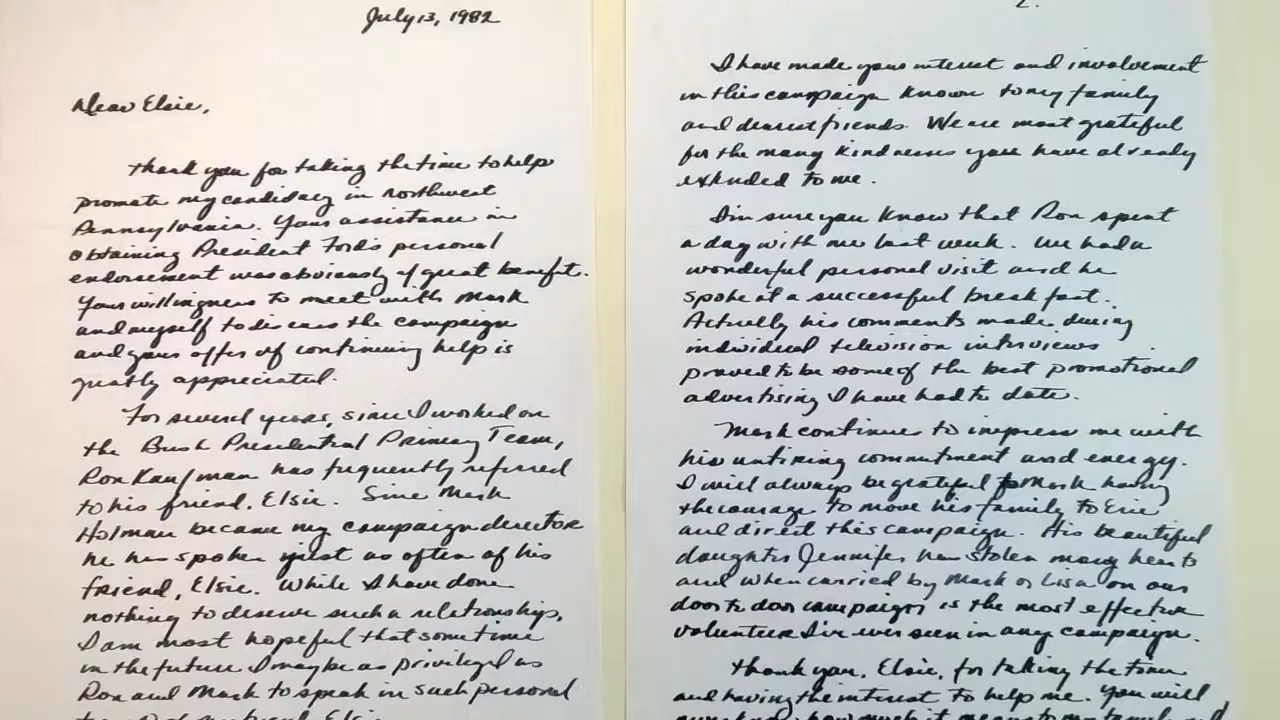 July 13, 1982
Dear Elsie,
Thank you for taking the time to help
promote my candidacy in northwest
Pennsylvania. Your assistance in
obtaining President Ford's personal
endorsement was obviously of great benefit.
Your willingness to meet with Mark
and myself to discuss the campaign
and your offer of continuing help is
greatly appreciated.
For several years, since I worked on
the Bush Presidential Primary Team,
Ron Kaufman has frequently referred
to his friend, Elsie. Since Mark
Holman became my campaign director
he has spoken just as often of his
friend, Elsie. While I have done
nothing to deserve such a relationship,
I am most hopeful that sometime
in the future I may be as privileged as
Ron and Mark to speak in such personal
2.
I have made your interest and involvement
in this campaign known to my family
and dearest friends. We are most grateful
for the many kindnesses you have already
extended to me.
I'm sure you know that Ron spent
a day with me last week. We had a
wonderful personal visit and he
spoke at a successful breakfast.
Actually his comments made during
individual television interviews
proved to be some of the best promotional
advertising I have had to date.
Mark continues to impress me with
his untiring commitment and energy.
I will always be grateful for Mark having
the courage to move his family to Erie
and direct this campaign. His beautiful
daughter Jennifer has stolen many hearts
and when carried by Mark or Lisa on our
door to door campaigns is the most effective
volunteer I've ever seen in any campaign.
Thank you, Elsie, for taking the time
and having the interest to help me. You will